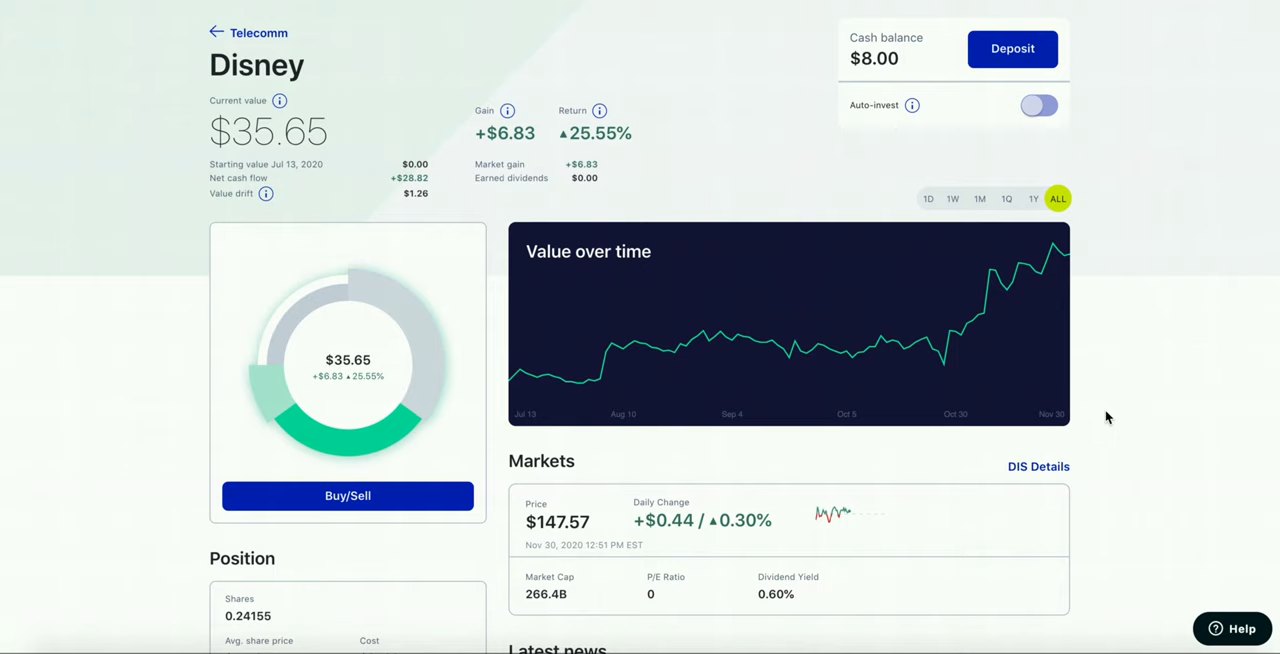 Telecomm
Disney
Current value
$35.65
Starting value Jul 13, 2020 $0.00
Net cash flow +$28.82
Value drift $1.26
Gain Return
+$6.83 ▲25.55%
Market gain +$6.83
Earned dividends $0.00
Cash balance
$8.00
Deposit
Auto-invest
1D 1W 1M 1Q 1Y ALL
$35.65
+$6.83 ▲25.55%
Buy/Sell
Value over time
Jul 13 Aug 10 Sep 4 Oct 5 Oct 30 Nov 30
Position
Shares
0.24155
Avg. share price Cost
Markets
DIS Details
Price Daily Change
$147.57 +$0.44 / ▲0.30%
Nov 30, 2020 12:51 PM EST
Market Cap P/E Ratio Dividend Yield
266.4B 0 0.60%
Latest news
Help